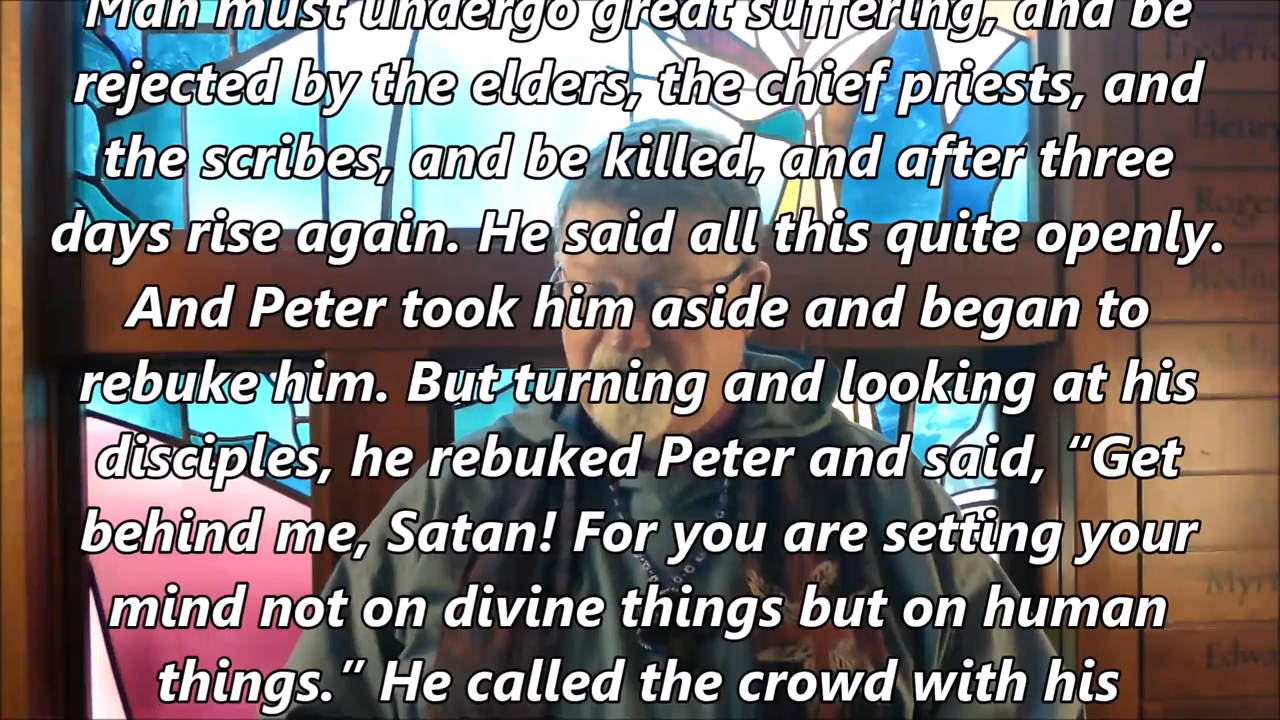 Man must undergo great suffering, and be
rejected by the elders, the chief priests, and
the scribes, and be killed, and after three
days rise again. He said all this quite openly.
And Peter took him aside and began to
rebuke him. But turning and looking at his
disciples, he rebuked Peter and said, “Get
behind me, Satan! For you are setting your
mind not on divine things but on human
things.” He called the crowd with his
Henry
Roger